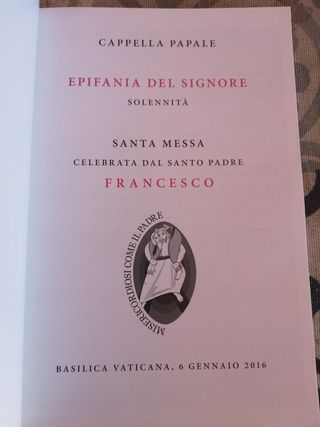 CAPPELLA PAPALE
EPIFANIA DEL SIGNORE
SOLENNITÀ
SANTA MESSA
CELEBRATA DAL SANTO PADRE
FRANCESCO
MISERICORDIOSI COME IL PADRE
BASILICA VATICANA, 6 GENNAIO 2016